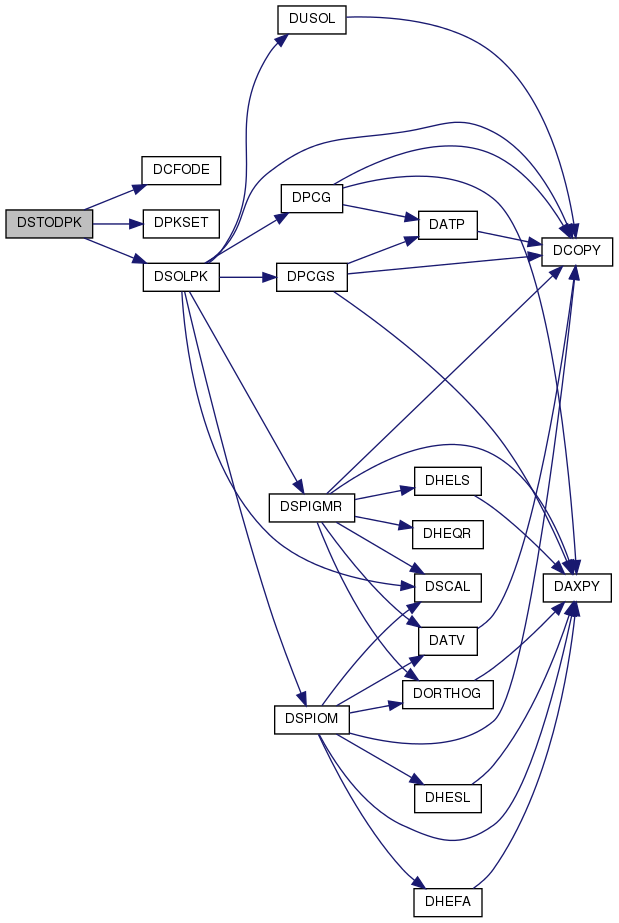 DUSOL
DCFODE
DPCG
DSTODPK
DPKSET
DATP
DCOPY
DSOLPK
DPCGS
DHELS
DSPIGMR
DHEQR
DSCAL
DAXPY
DATV
DORTHOG
DSPIOM
DHESL
DHEFA